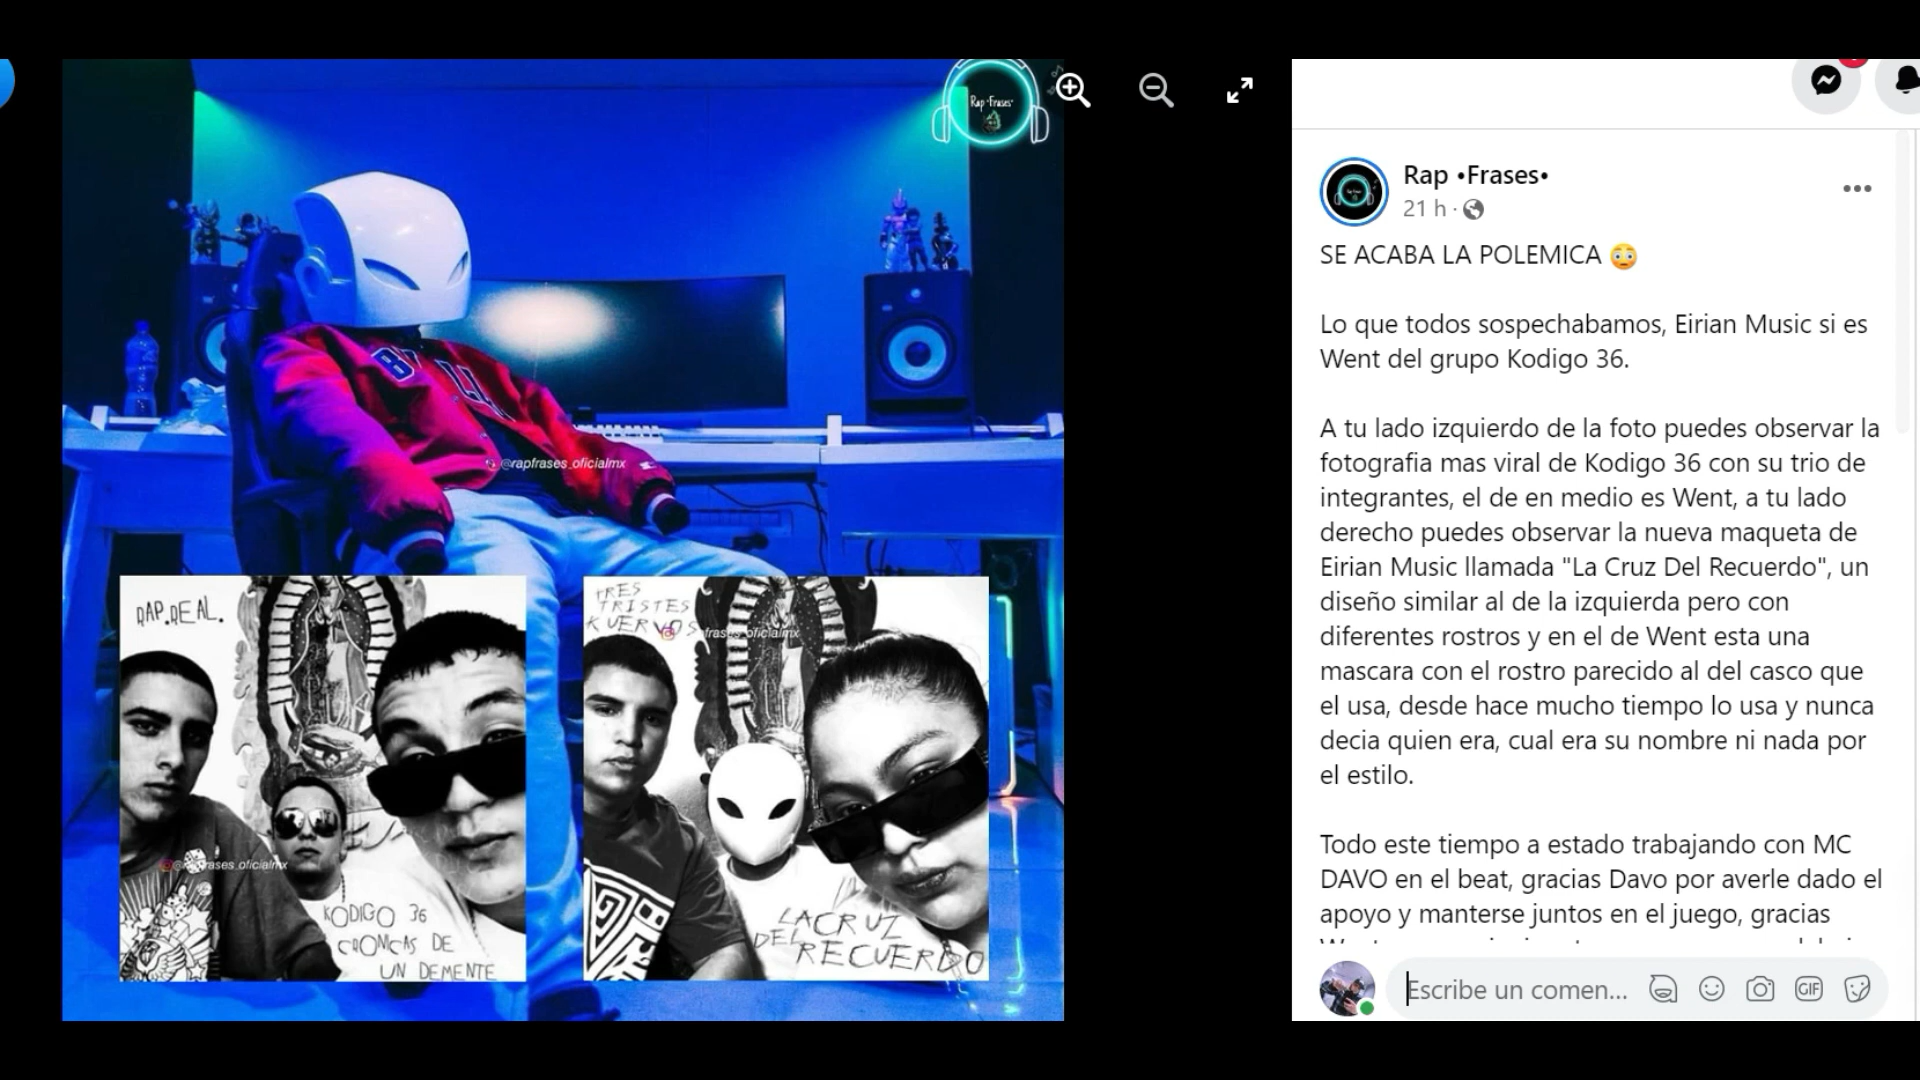 Rap •Frases•
@rapfrases_oficialmx
RAP.REAL.
KODIGO 36
CRONICAS DE
UN DEMENTE
TRES
TRISTES
KUERVOS
frases_oficialmx
LA CRUZ
DEL
RECUERDO
Rap •Frases•
21 h
SE ACABA LA POLEMICA 😳
Lo que todos sospechabamos, Eirian Music si es
Went del grupo Kodigo 36.
A tu lado izquierdo de la foto puedes observar la
fotografia mas viral de Kodigo 36 con su trio de
integrantes, el de en medio es Went, a tu lado
derecho puedes observar la nueva maqueta de
Eirian Music llamada "La Cruz Del Recuerdo", un
diseño similar al de la izquierda pero con
diferentes rostros y en el de Went esta una
mascara con el rostro parecido al del casco que
el usa, desde hace mucho tiempo lo usa y nunca
decia quien era, cual era su nombre ni nada por
el estilo.
Todo este tiempo a estado trabajando con MC
DAVO en el beat, gracias Davo por averle dado el
apoyo y manterse juntos en el juego, gracias
Escribe un comen...
GIF